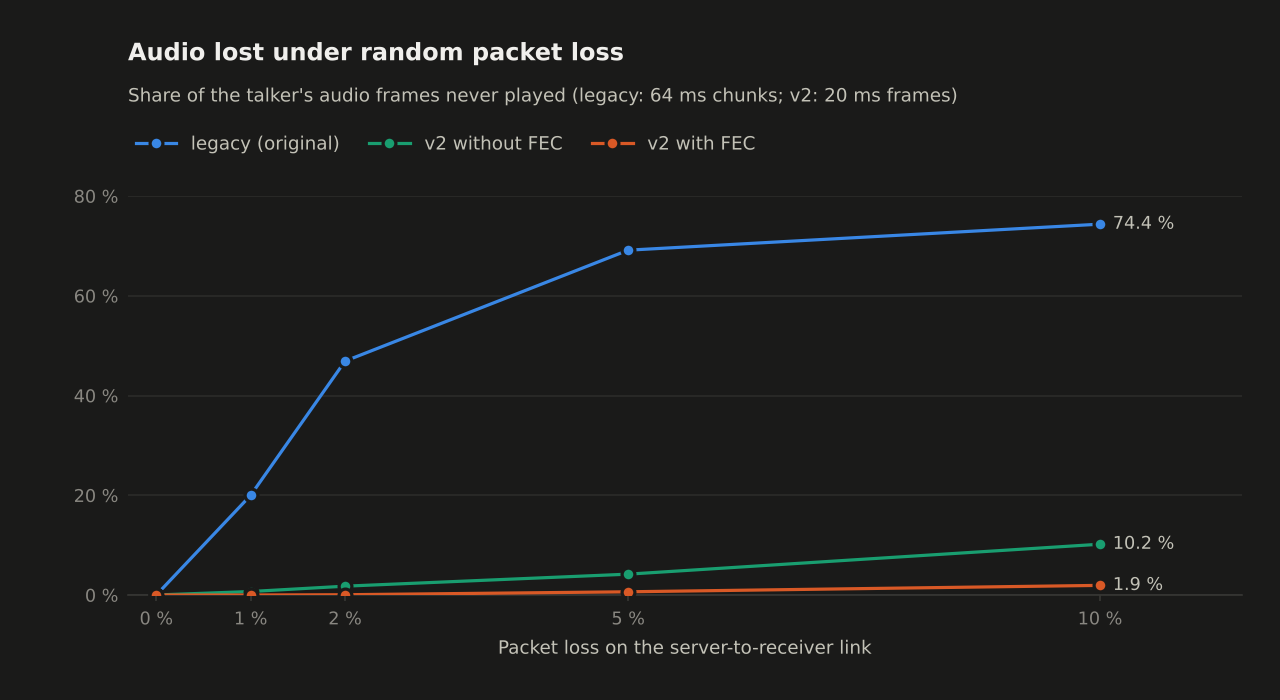 Audio lost under random packet loss
Share of the talker's audio frames never played (legacy: 64 ms chunks; v2: 20 ms frames)
legacy (original) v2 without FEC v2 with FEC
80 %
74.4 %
60 %
40 %
20 %
10.2 %
1.9 %
0 %
0 % 1 % 2 % 5 % 10 %
Packet loss on the server-to-receiver link